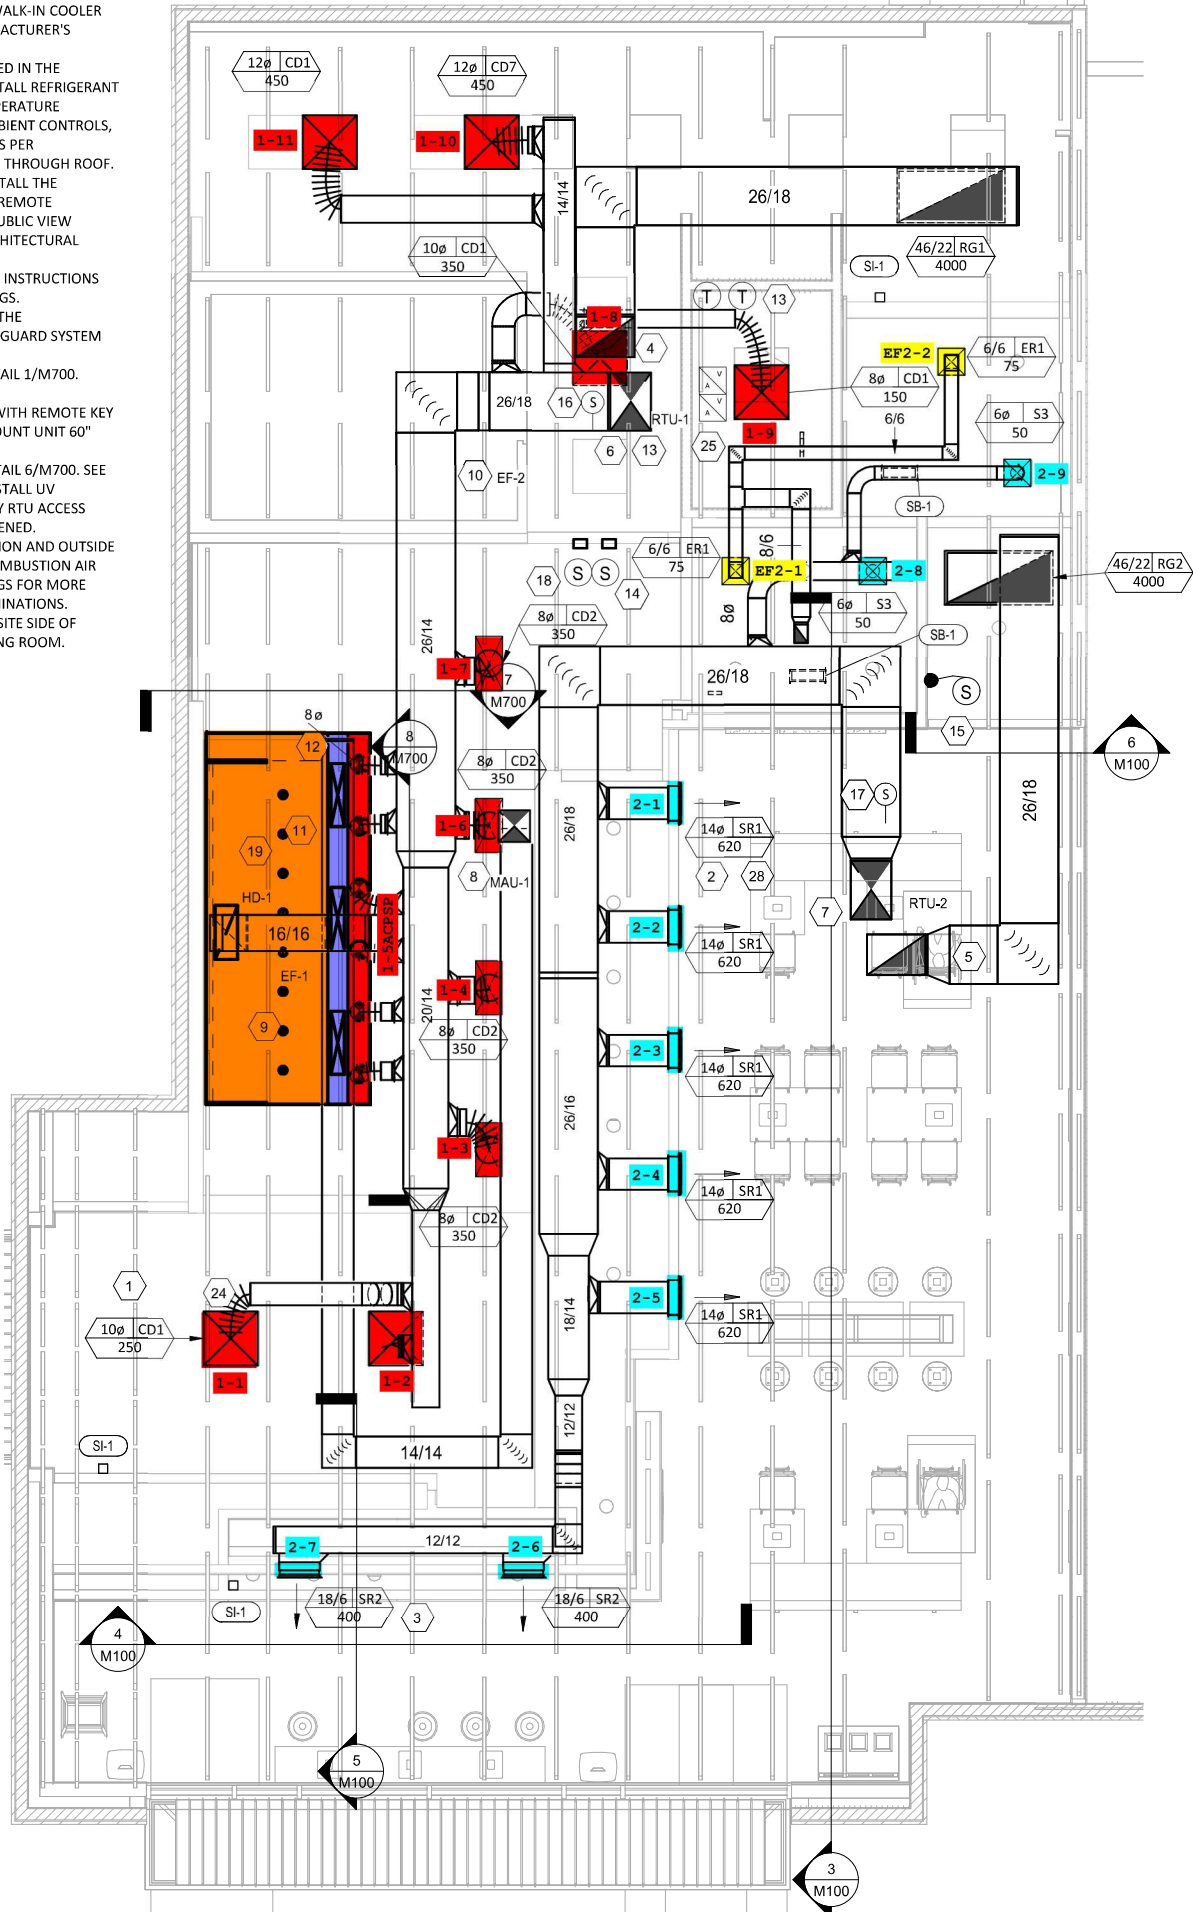 WALK-IN COOLER
ACTURER'S
ED IN THE
TALL REFRIGERANT
PERATURE
BIENT CONTROLS,
S PER
THROUGH ROOF.
TALL THE
REMOTE
UBLIC VIEW
HITECTURAL
INSTRUCTIONS
GS.
THE
GUARD SYSTEM
AIL 1/M700.
WITH REMOTE KEY
OUNT UNIT 60"
TAIL 6/M700. SEE
STALL UV
Y RTU ACCESS
ENED.
ION AND OUTSIDE
OMBUSTION AIR
GS FOR MORE
MINATIONS.
SITE SIDE OF
NG ROOM.
12ø CD1
450
12ø CD7
450
1-11
1-10
14/14
26/18
10ø CD1
350
46/22 RG1
4000
SI-1
T T 13
1-8
4
EF2-2
6/6 ER1
75
8ø CD1
150
V
A
V
A
26/18
16 S
RTU-1
1-9
6/6
6ø S3
50
6 13
25
10 EF-2
2-9
SB-1
8/6
6/6 ER1
75
EF2-1
2-8
46/22 RG2
4000
18 S S 14
8ø
6ø S3
50
8ø CD2
350
26/14
SB-1
1-7
7
M700
26/18
S
15
8ø
12
8
M700
6
M100
8ø CD2
350
17 S
26/18
2-1
14ø SR1
620
1-6
11
19
HD-1
8 MAU-1
26/18
2 28
7
RTU-2
2-2
14ø SR1
620
16/16
1-5ACPSP
5
EF-1
1-4
20/14
9
8ø CD2
350
2-3
14ø SR1
620
26/16
1-3
2-4
14ø SR1
620
8ø CD2
350
1
24
2-5
18/14
14ø SR1
620
10ø CD1
250
1-1
1-2
12/12
SI-1
14/14
12/12
2-7
2-6
18/6 SR2
400
3
18/6 SR2
400
SI-1
4
M100
5
M100
3
M100